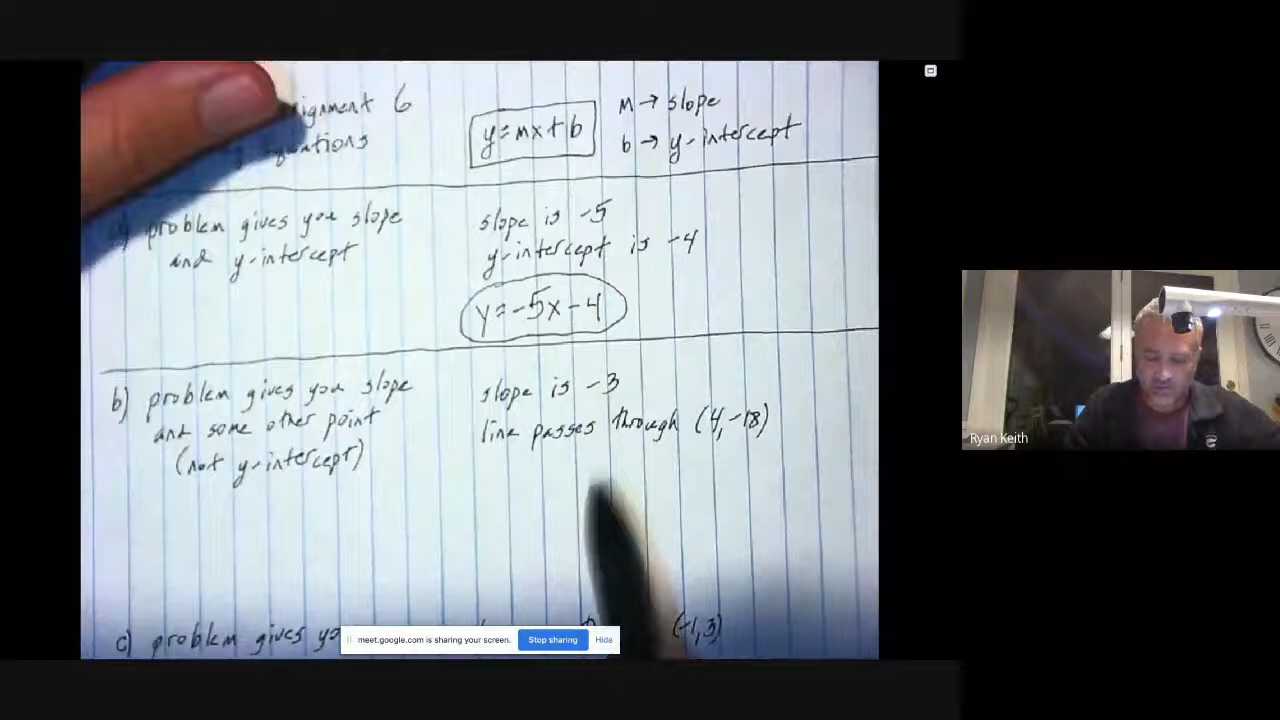 ignment 6
equations
y=mx+b
m → slope
b → y-intercept
problem gives you slope
and y-intercept
slope is -5
y-intercept is -4
y=-5x-4
b) problem gives you slope
and some other point
(not y-intercept)
slope is -3
line passes through (4,-18)
c) problem gives yo
(-1,3)
meet.google.com is sharing your screen.
Stop sharing
Hide
Ryan Keith